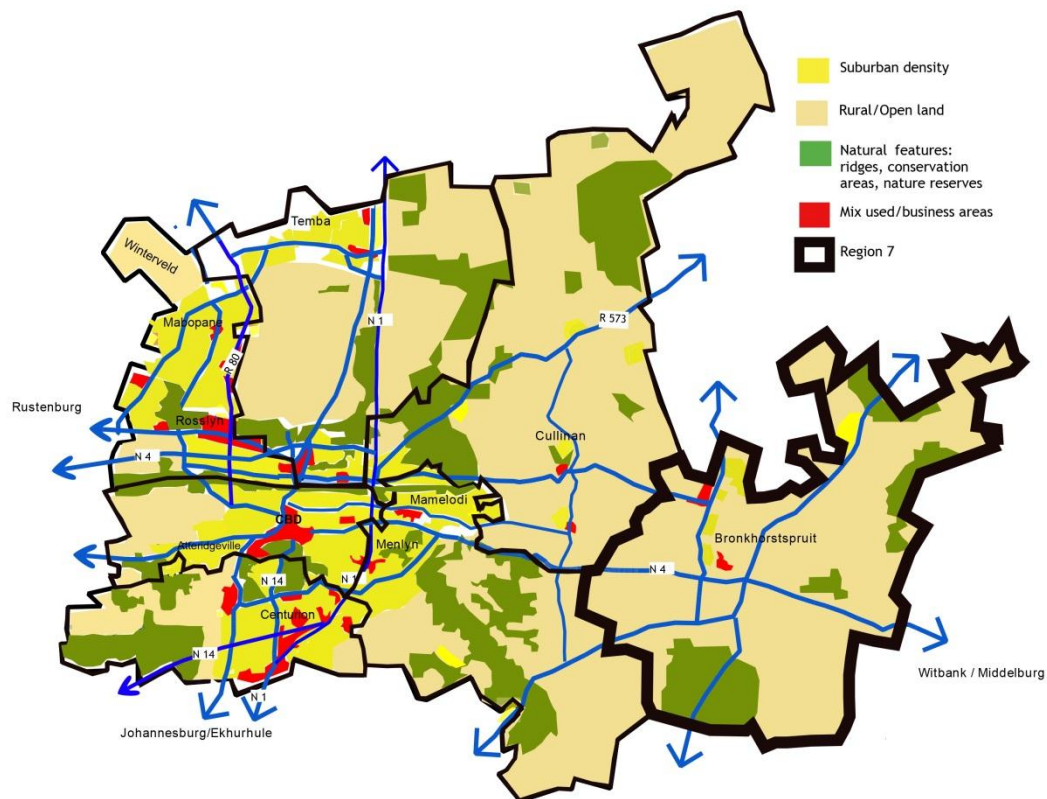 Suburban density
Rural/Open land
Natural features:
ridges, conservation
areas, nature reserves
Mix used/business areas
Region 7
Temba
Winterveld
N 1
R 573
Mabopane
R 80
Rustenburg
Rosslyn
Cullinan
N 4
Mamelodi
CBD
Bronkhorstspruit
Atteridgeville
Menlyn
N 4
N 14
N 1
Centurion
N 14
Witbank / Middelburg
N 1
Johannesburg/Ekhurhule